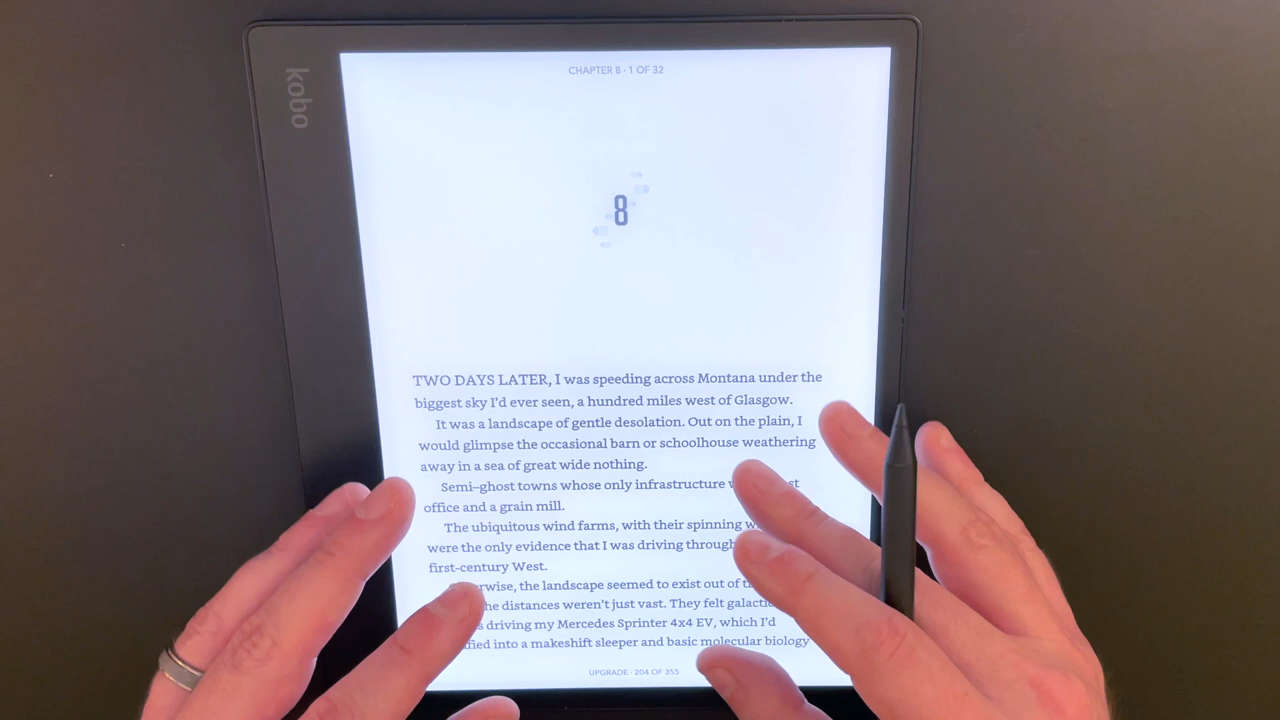 kobo
CHAPTER 8 · 1 OF 32
8
TWO DAYS LATER, I was speeding across Montana under the
biggest sky I'd ever seen, a hundred miles west of Glasgow.
It was a landscape of gentle desolation. Out on the plain, I
would glimpse the occasional barn or schoolhouse weathering
away in a sea of great wide nothing.
Semi–ghost towns whose only infrastructure
office and a grain mill.
The ubiquitous wind farms, with their spinning
were the only evidence that I was driving through
first-century West.
the landscape seemed to exist out of
the distances weren't just vast. They felt
driving my Mercedes Sprinter 4x4 EV, which I'd
into a makeshift sleeper and basic molecular biology
UPGRADE · 204 OF 355